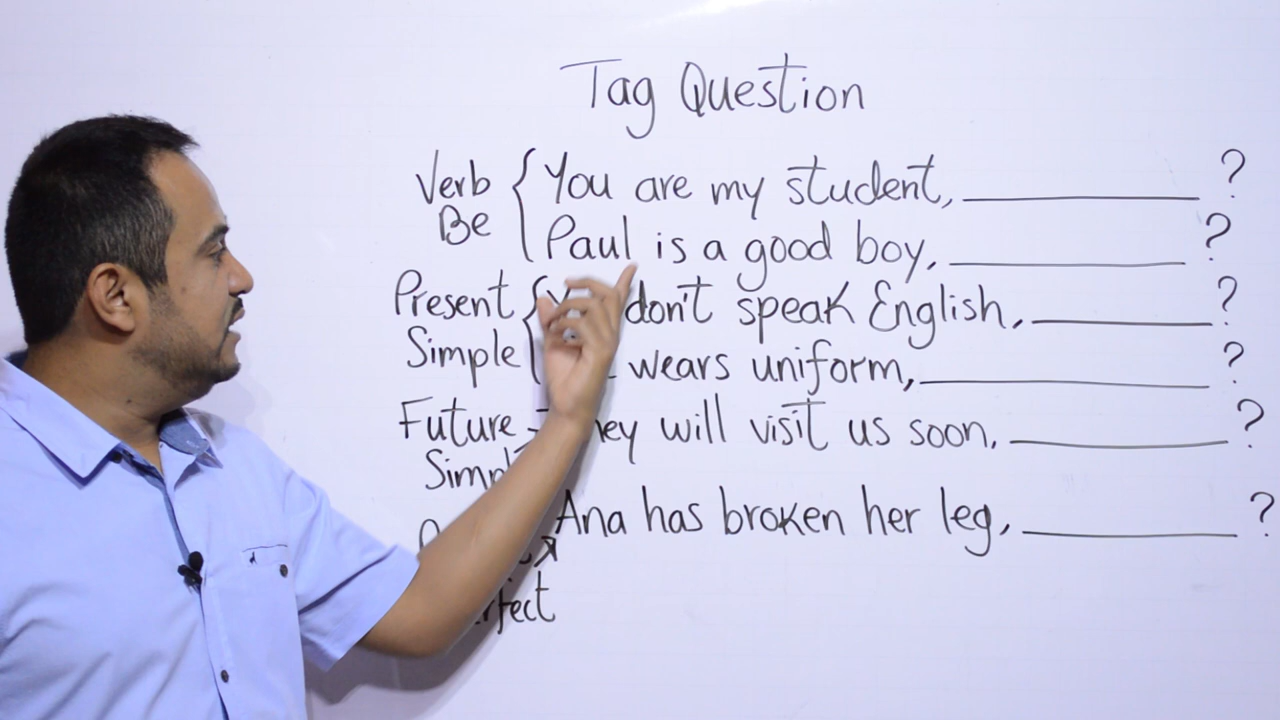 Tag Question
Verb
Be
You are my student, ?
Paul is a good boy, ?
Present
Simple
don't speak English, ?
wears uniform, ?
Future
will visit us soon, ?
Ana has broken her leg, ?